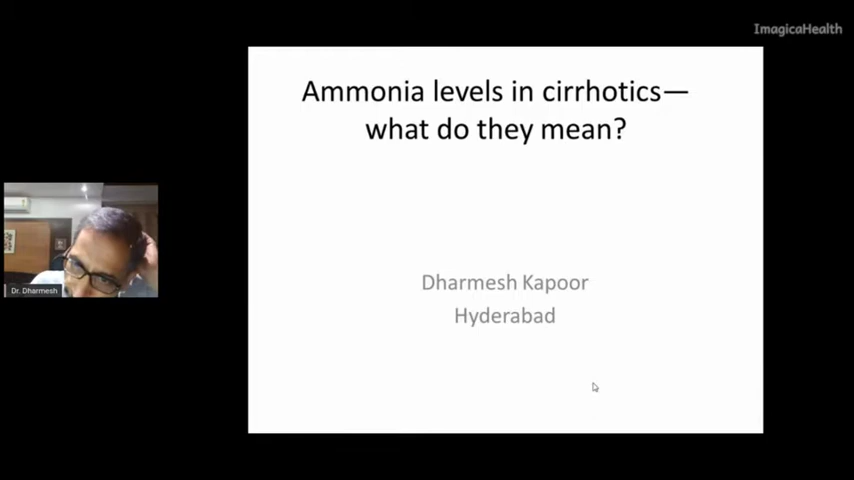 ImagicaHealth
Ammonia levels in cirrhotics—
what do they mean?
Dharmesh Kapoor
Hyderabad
Dr. Dharmesh